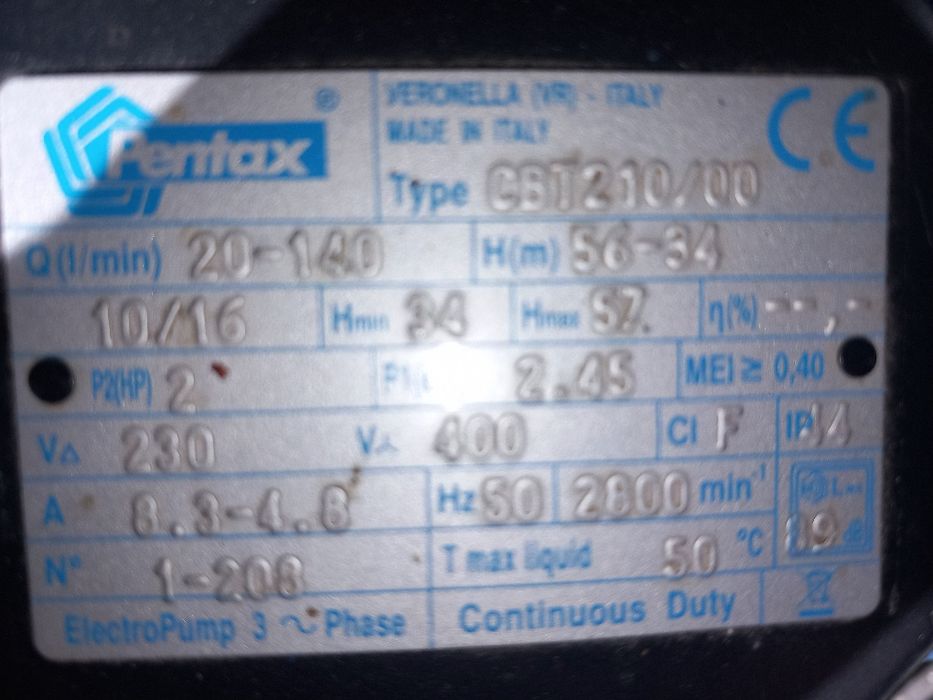 Pentax ®
VERONELLA (VR) - ITALY
MADE IN ITALY
Type CBT210/00
CE
Q(l/min) 20-140 H(m) 56-34
10/16 Hmin 34 Hmax 57. η(%) --,-
P2(HP) 2 2.45 MEI ≥ 0,40
V△ 230 V⅄ 400 Cl F IP44
A 8.3-4.8 Hz 50 2800 min⁻¹
N° 1-208 T max liquid 50 °C dB
ElectroPump 3 ~ Phase Continuous Duty